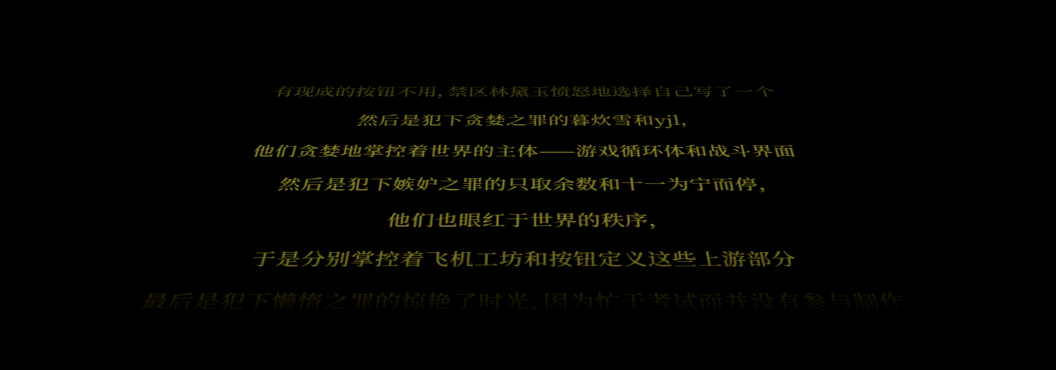 有现成的按钮不用, 禁区林黛玉愤怒地选择自己写了一个
然后是犯下贪婪之罪的暮炊雪和yjl,
他们贪婪地掌控着世界的主体——游戏循环体和战斗界面
然后是犯下嫉妒之罪的只取余数和十一为宁而停,
他们也眼红于世界的秩序,
于是分别掌控着飞机工坊和按钮定义这些上游部分
最后是犯下懒惰之罪的惊艳了时光, 因为忙于考试而并没有参与制作